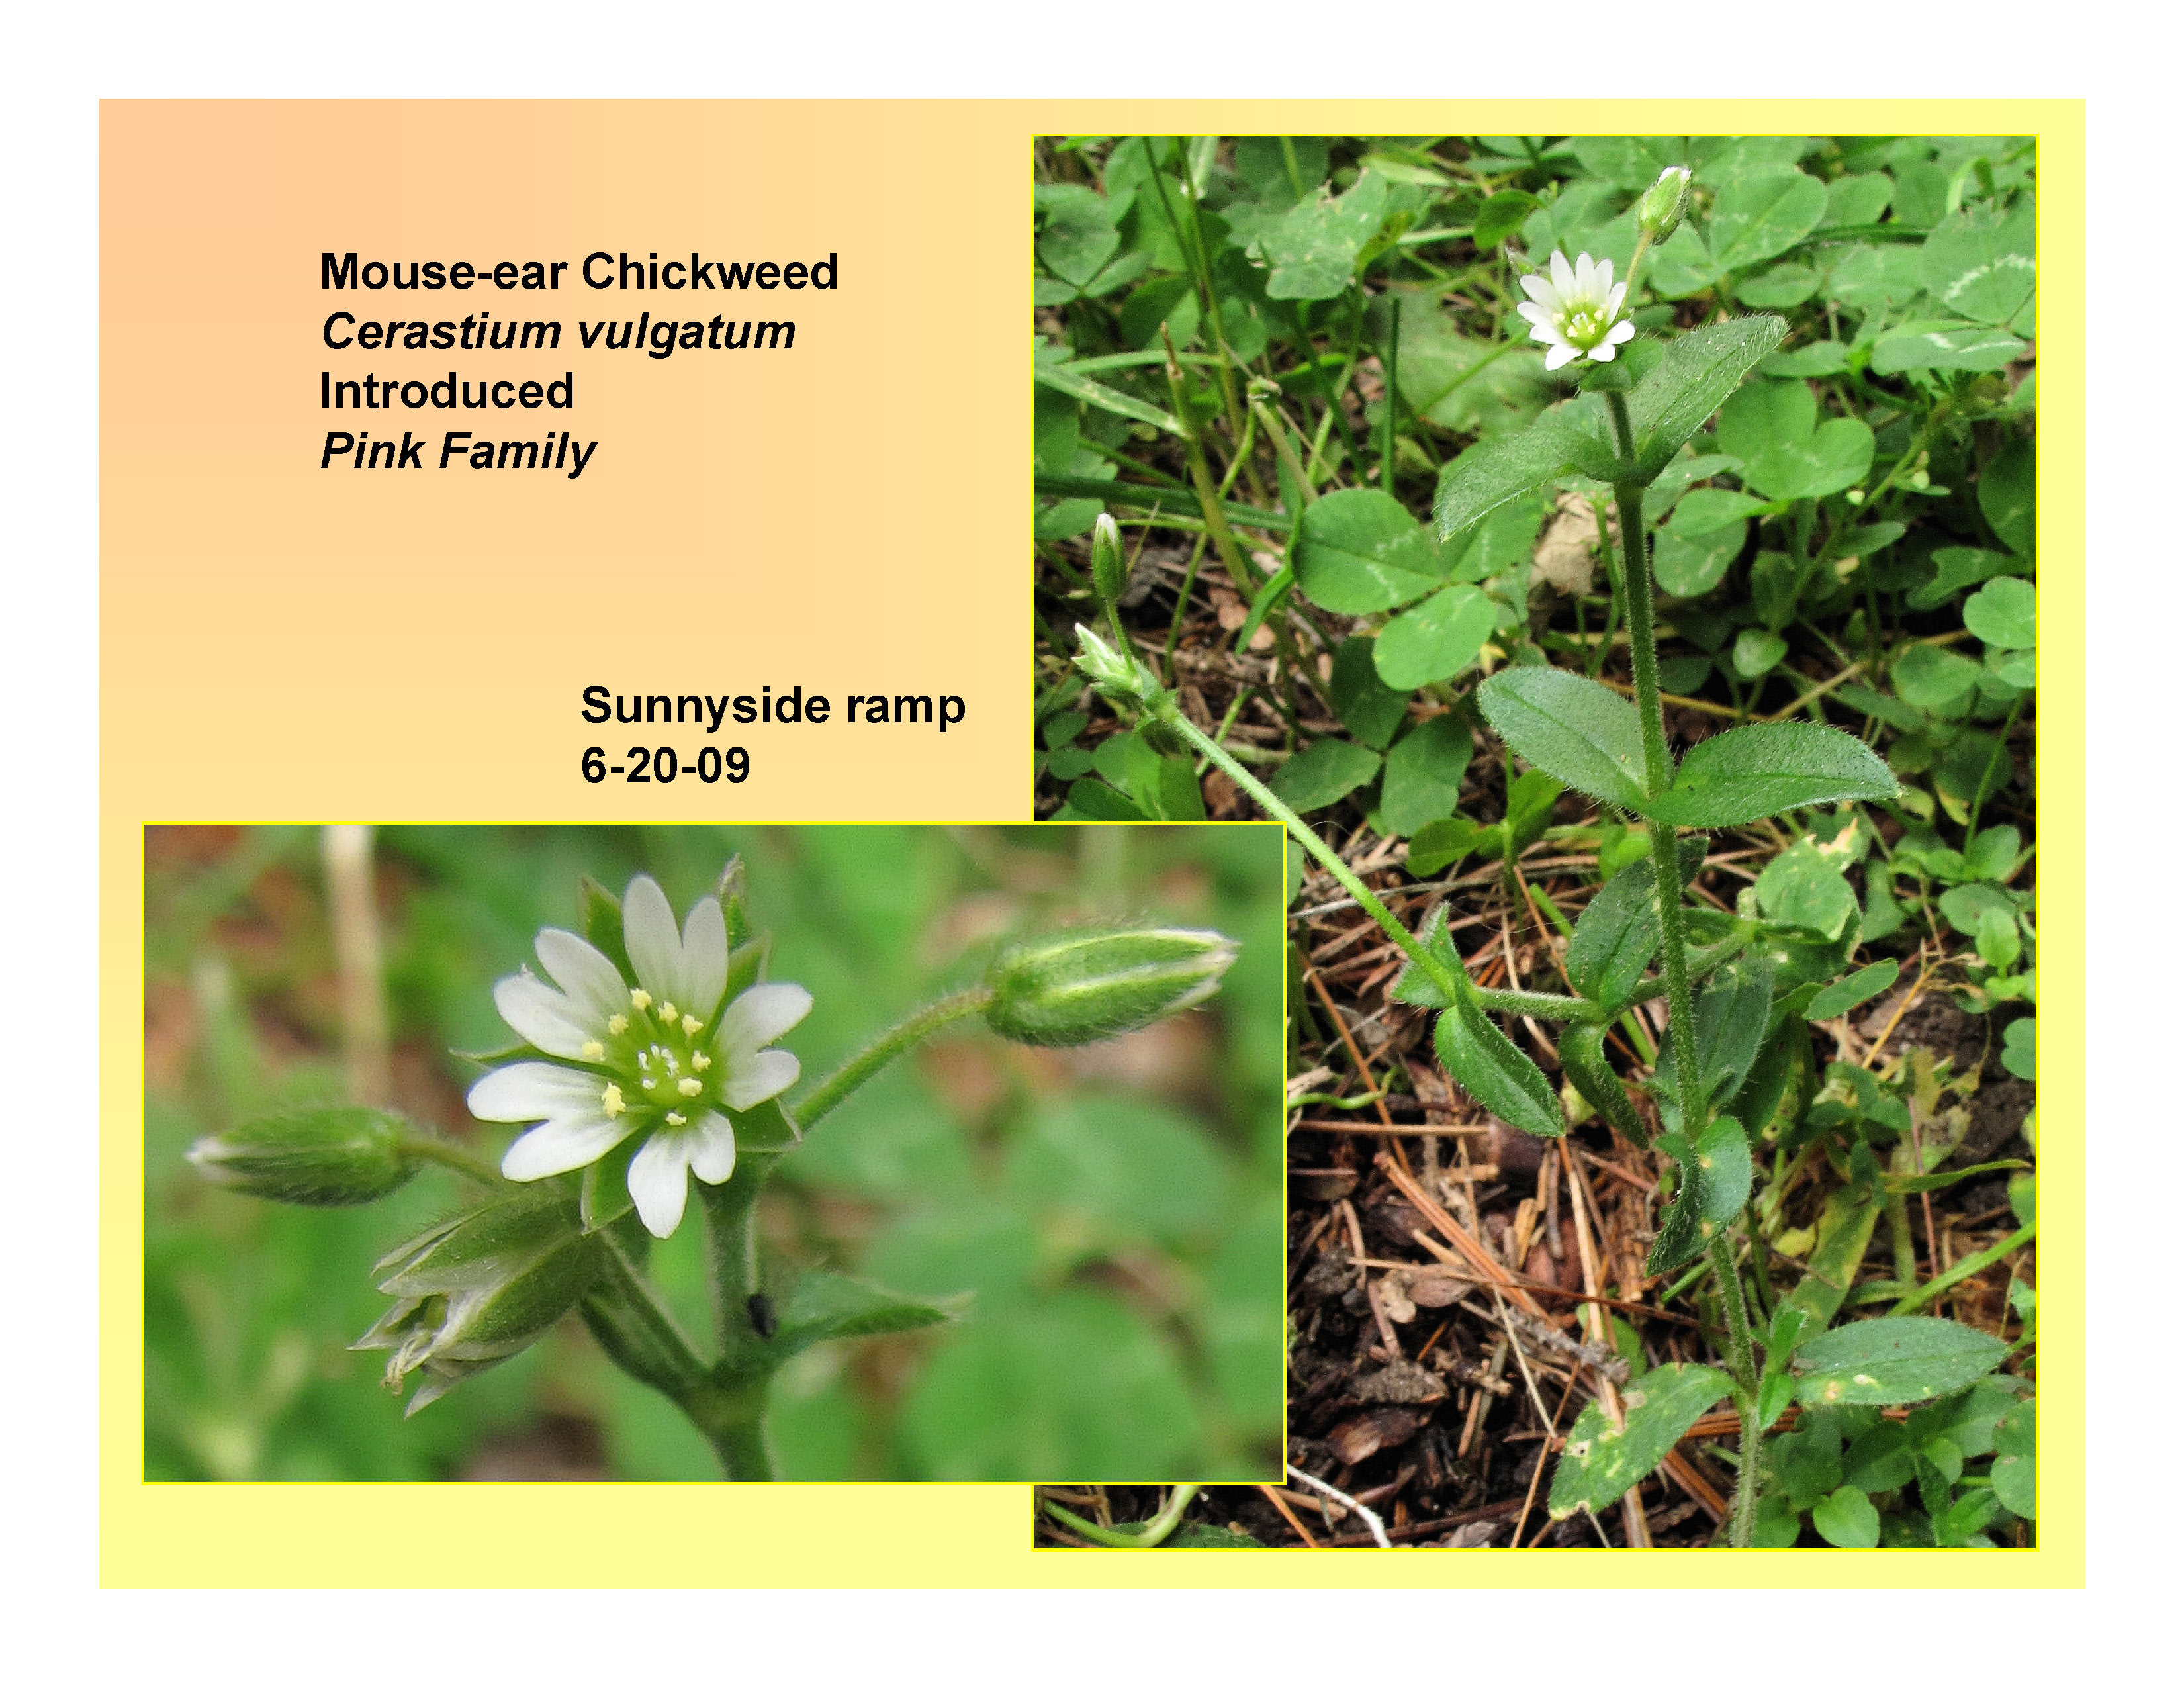 Mouse-ear Chickweed
Cerastium vulgatum
Introduced
Pink Family
Sunnyside ramp
6-20-09